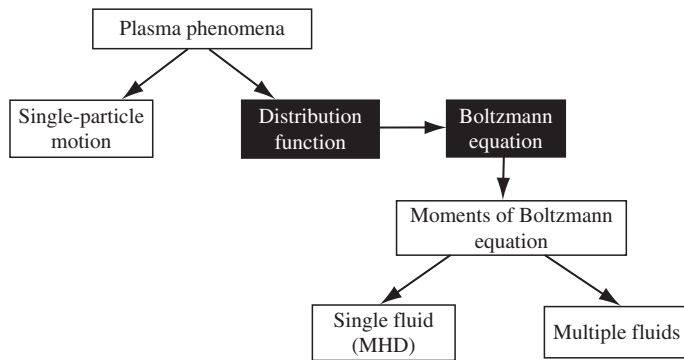 Plasma phenomena
Single-particle
motion
Distribution
function
Boltzmann
equation
Moments of Boltzmann
equation
Single fluid
(MHD)
Multiple fluids